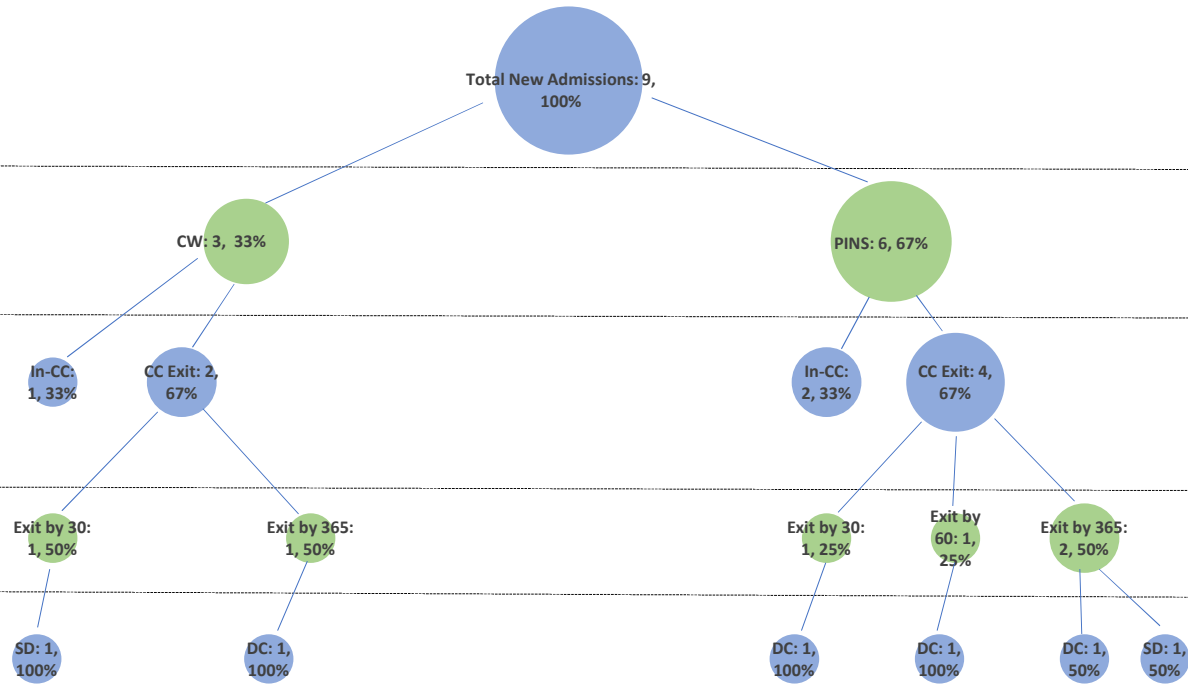 Total New Admissions: 9,
100%
CW: 3, 33%
PINS: 6, 67%
In-CC:
1, 33%
CC Exit: 2,
67%
In-CC:
2, 33%
CC Exit: 4,
67%
Exit by 30:
1, 50%
Exit by 365:
1, 50%
Exit by 30:
1, 25%
Exit by
60: 1,
25%
Exit by 365:
2, 50%
SD: 1,
100%
DC: 1,
100%
DC: 1,
100%
DC: 1,
100%
DC: 1,
50%
SD: 1,
50%